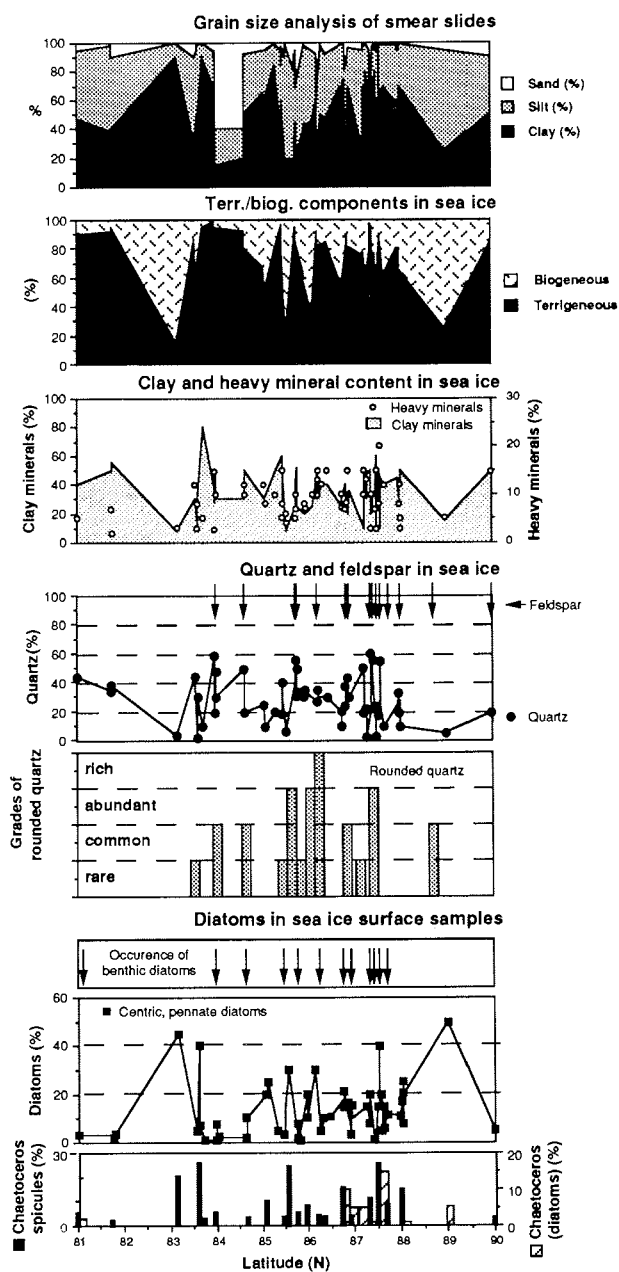 Grain size analysis of smear slides
100
80
60
40
20
0
%
Sand (%)
Silt (%)
Clay (%)
Terr./biog. components in sea ice
100
80
60
40
20
0
(%)
Biogeneous
Terrigeneous
Clay and heavy mineral content in sea ice
100
80
60
40
20
0
Clay minerals (%)
Heavy minerals
Clay minerals
30
20
10
0
Heavy minerals (%)
Quartz and feldspar in sea ice
100
80
60
40
20
0
Quartz(%)
Feldspar
Quartz
Grades of
rounded quartz
rich
abundant
common
rare
Rounded quartz
Diatoms in sea ice surface samples
Occurence of
benthic diatoms
60
40
20
0
Diatoms (%)
Centric, pennate diatoms
Chaetoceros
spicules (%)
30
0
20
10
0
Chaetoceros
(diatoms) (%)
81 82 83 84 85 86 87 88 89 90
Latitude (N)